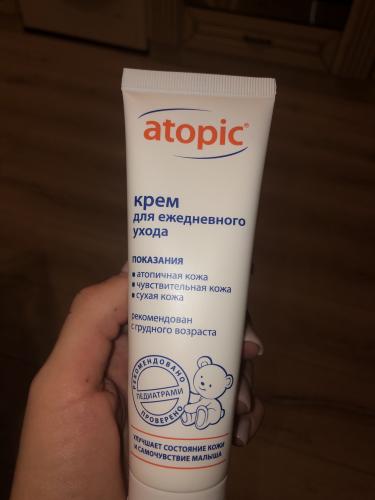 atopic®
крем
для ежедневного
ухода
ПОКАЗАНИЯ
• атопичная кожа
• чувствительная кожа
• сухая кожа
рекомендован
с грудного возраста
РЕКОМЕНДОВАНО
ПЕДИАТРАМИ
ПРОВЕРЕНО
УЛУЧШАЕТ СОСТОЯНИЕ КОЖИ
И САМОЧУВСТВИЕ МАЛЫША